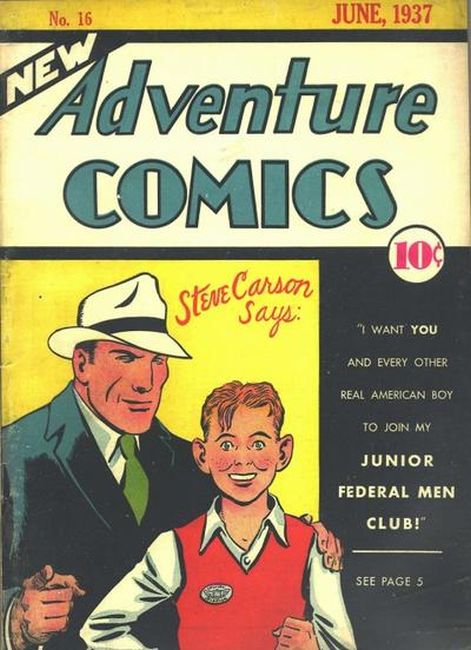 No. 16
JUNE, 1937
NEW
Adventure
COMICS
10¢
Steve Carson
Says:
"I WANT YOU
AND EVERY OTHER
REAL AMERICAN BOY
TO JOIN MY
JUNIOR
FEDERAL MEN
CLUB!"
SEE PAGE 5